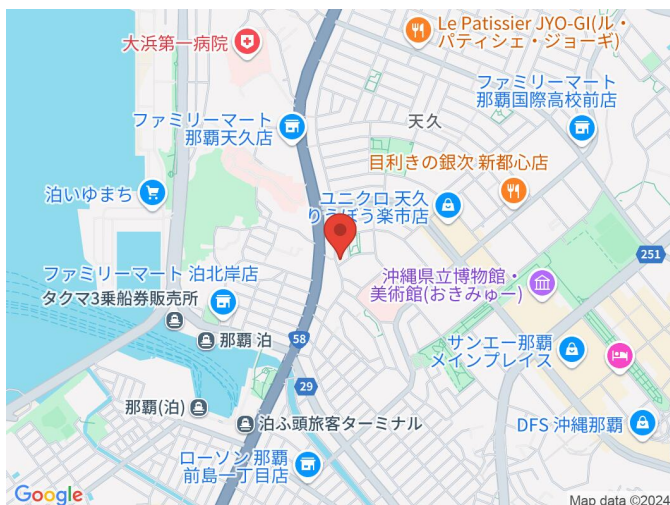 Le Patissier JYO-GI(ル・
パティシェ・ジョーギ)
大浜第一病院
ファミリーマート
那覇国際高校前店
ファミリーマート
那覇天久店
天久
目利きの銀次 新都心店
泊いゆまち
ユニクロ 天久
りうぼう楽市店
251
ファミリーマート 泊北岸店
沖縄県立博物館・
美術館(おきみゅー)
タクマ3乗船券販売所
那覇 泊
58
サンエー那覇
メインプレイス
29
那覇(泊)
泊ふ頭旅客ターミナル
DFS 沖縄那覇
ローソン 那覇
前島一丁目店
Google
Map data ©2024